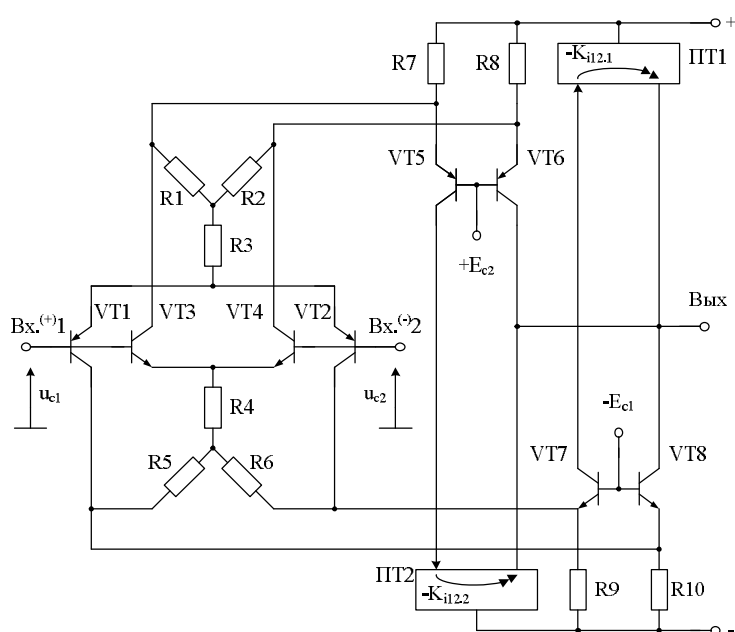 +
R7
R8
-Ki12.1
ПТ1
VT5
VT6
R1
R2
R3
+Ec2
VT1
VT3
VT4
VT2
Вх.(+)1
Вх.(-)2
Вых
uc1
uc2
R4
-Ec1
R5
R6
VT7
VT8
ПТ2
-Ki12.2
R9
R10
-